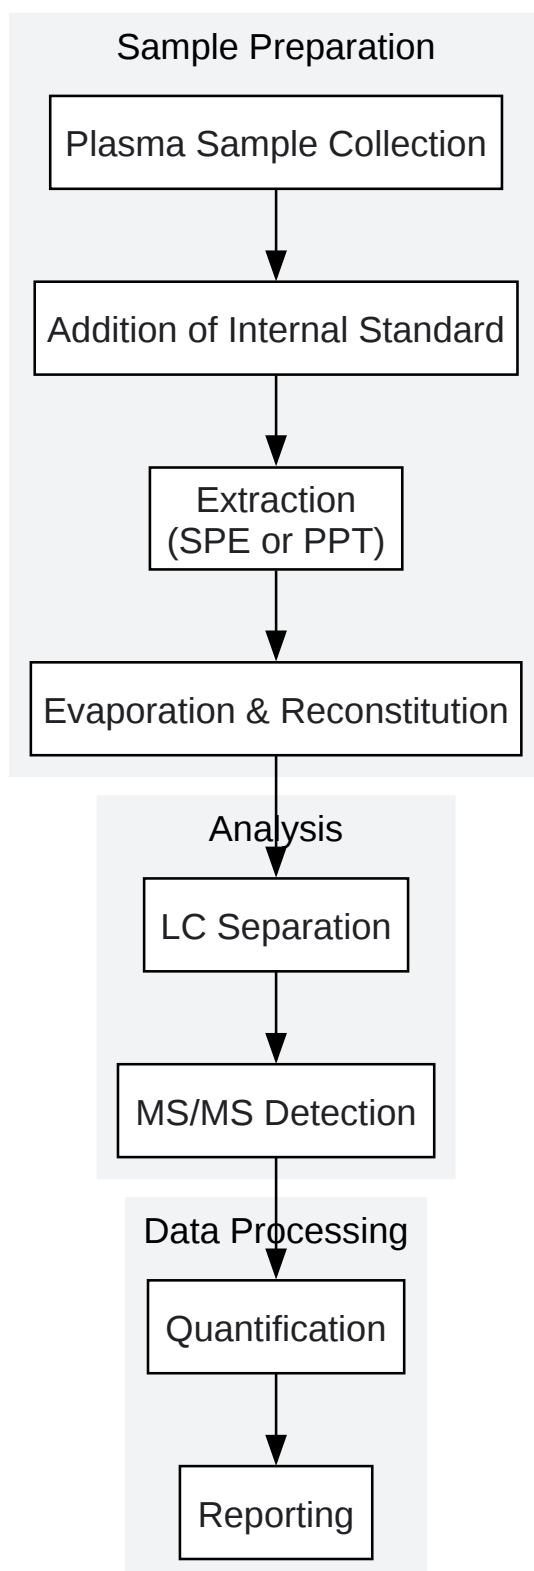 Sample Preparation
Plasma Sample Collection
Addition of Internal Standard
Extraction
(SPE or PPT)
Evaporation & Reconstitution
Analysis
LC Separation
MS/MS Detection
Data Processing
Quantification
Reporting